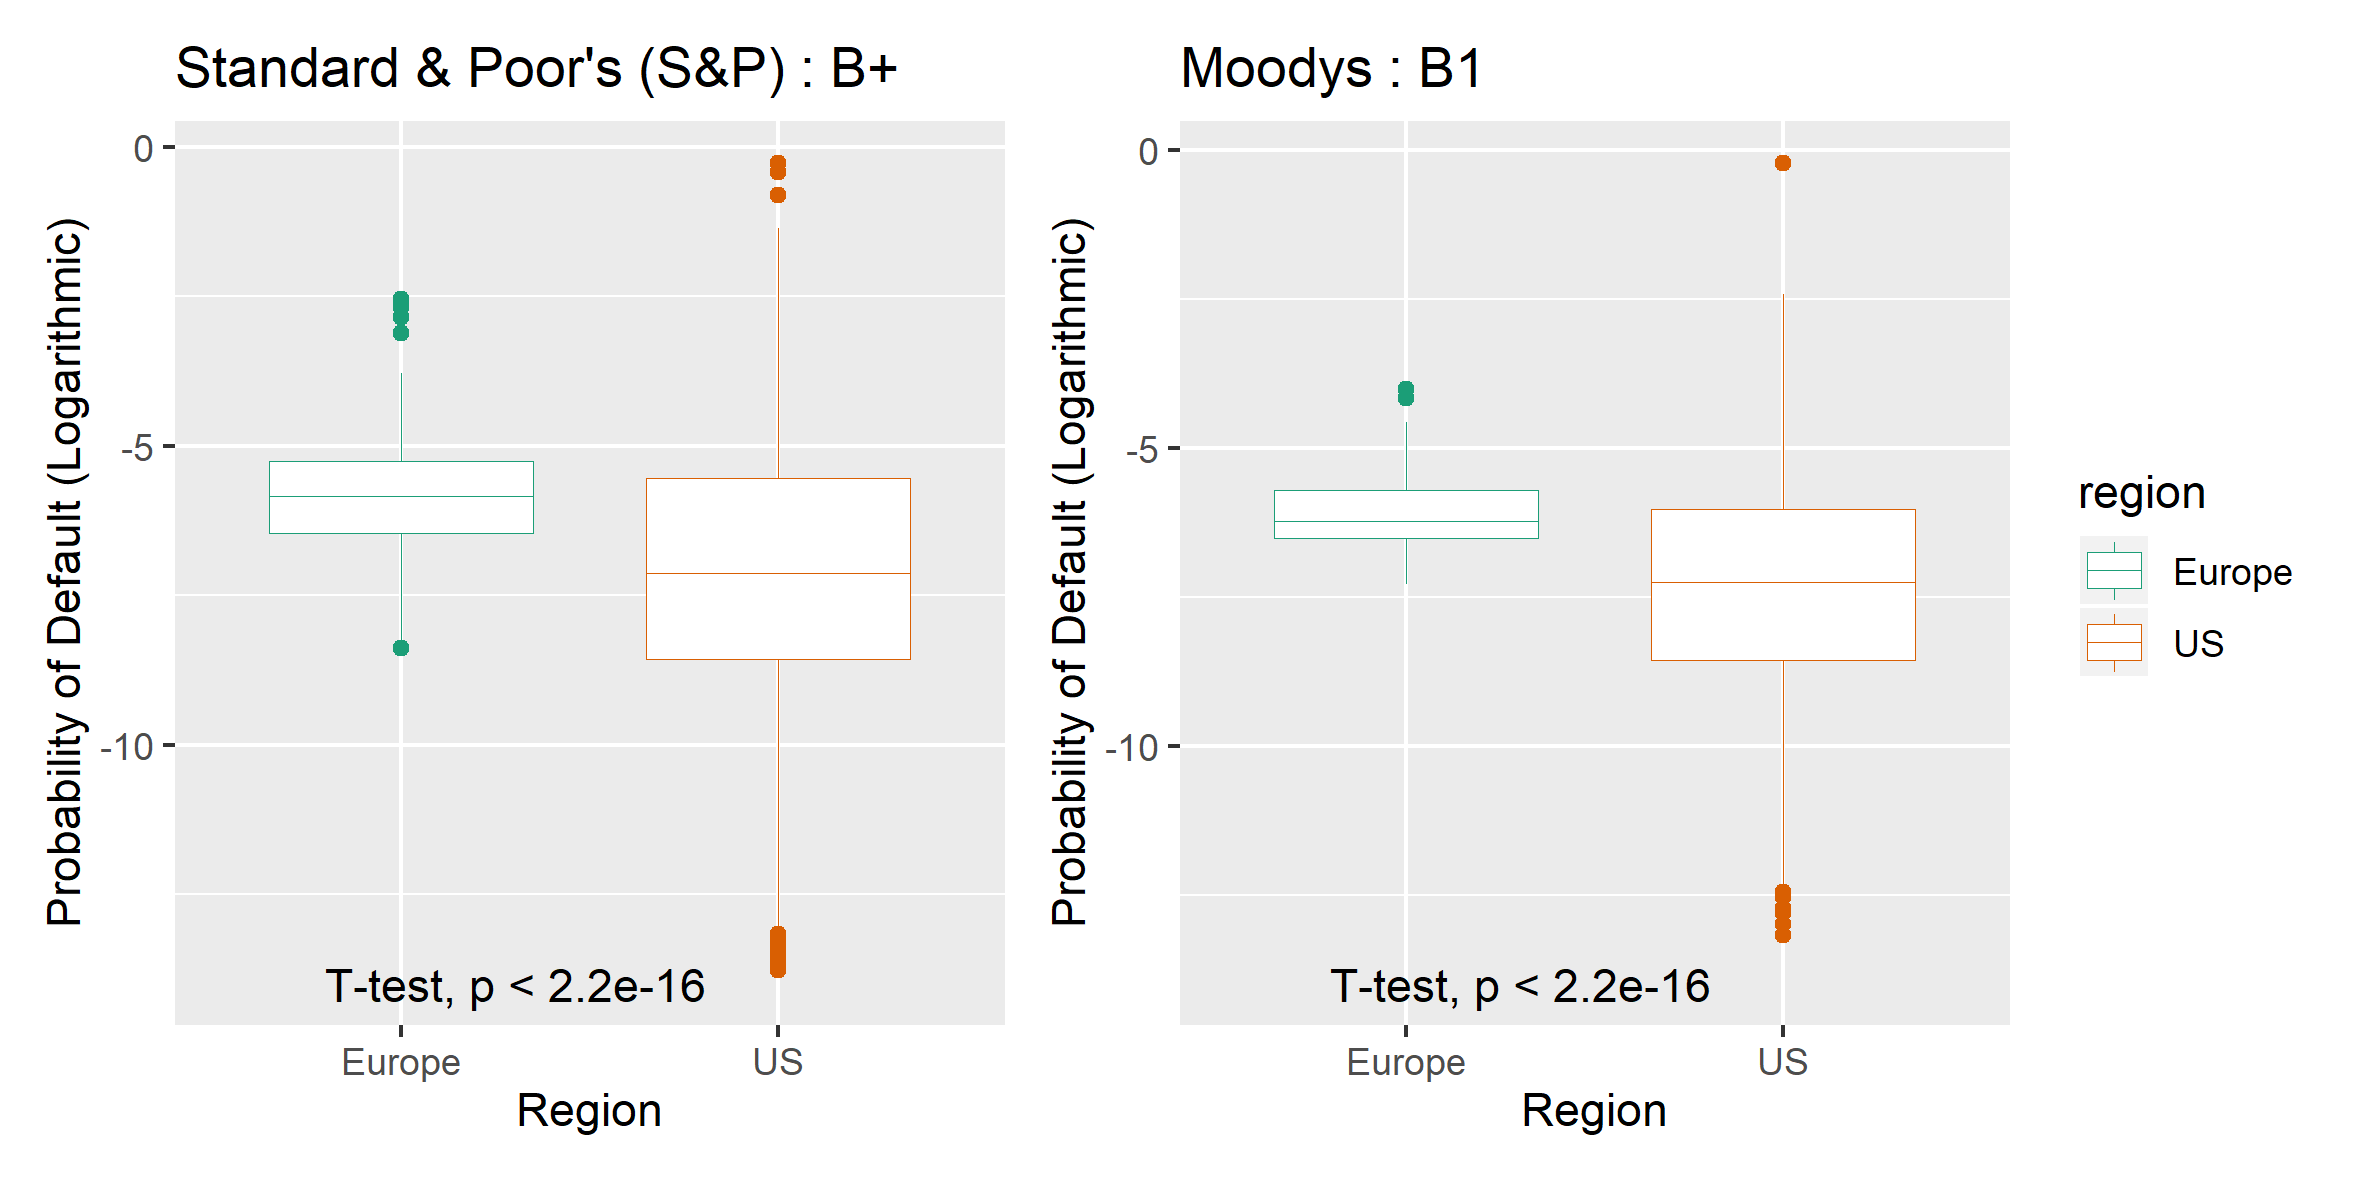 Standard & Poor's (S&P) : B+
Probability of Default (Logarithmic)
0
-5
-10
T-test, p < 2.2e-16
Europe
US
Region
Moodys : B1
Probability of Default (Logarithmic)
0
-5
-10
T-test, p < 2.2e-16
Europe
US
Region
region
Europe
US